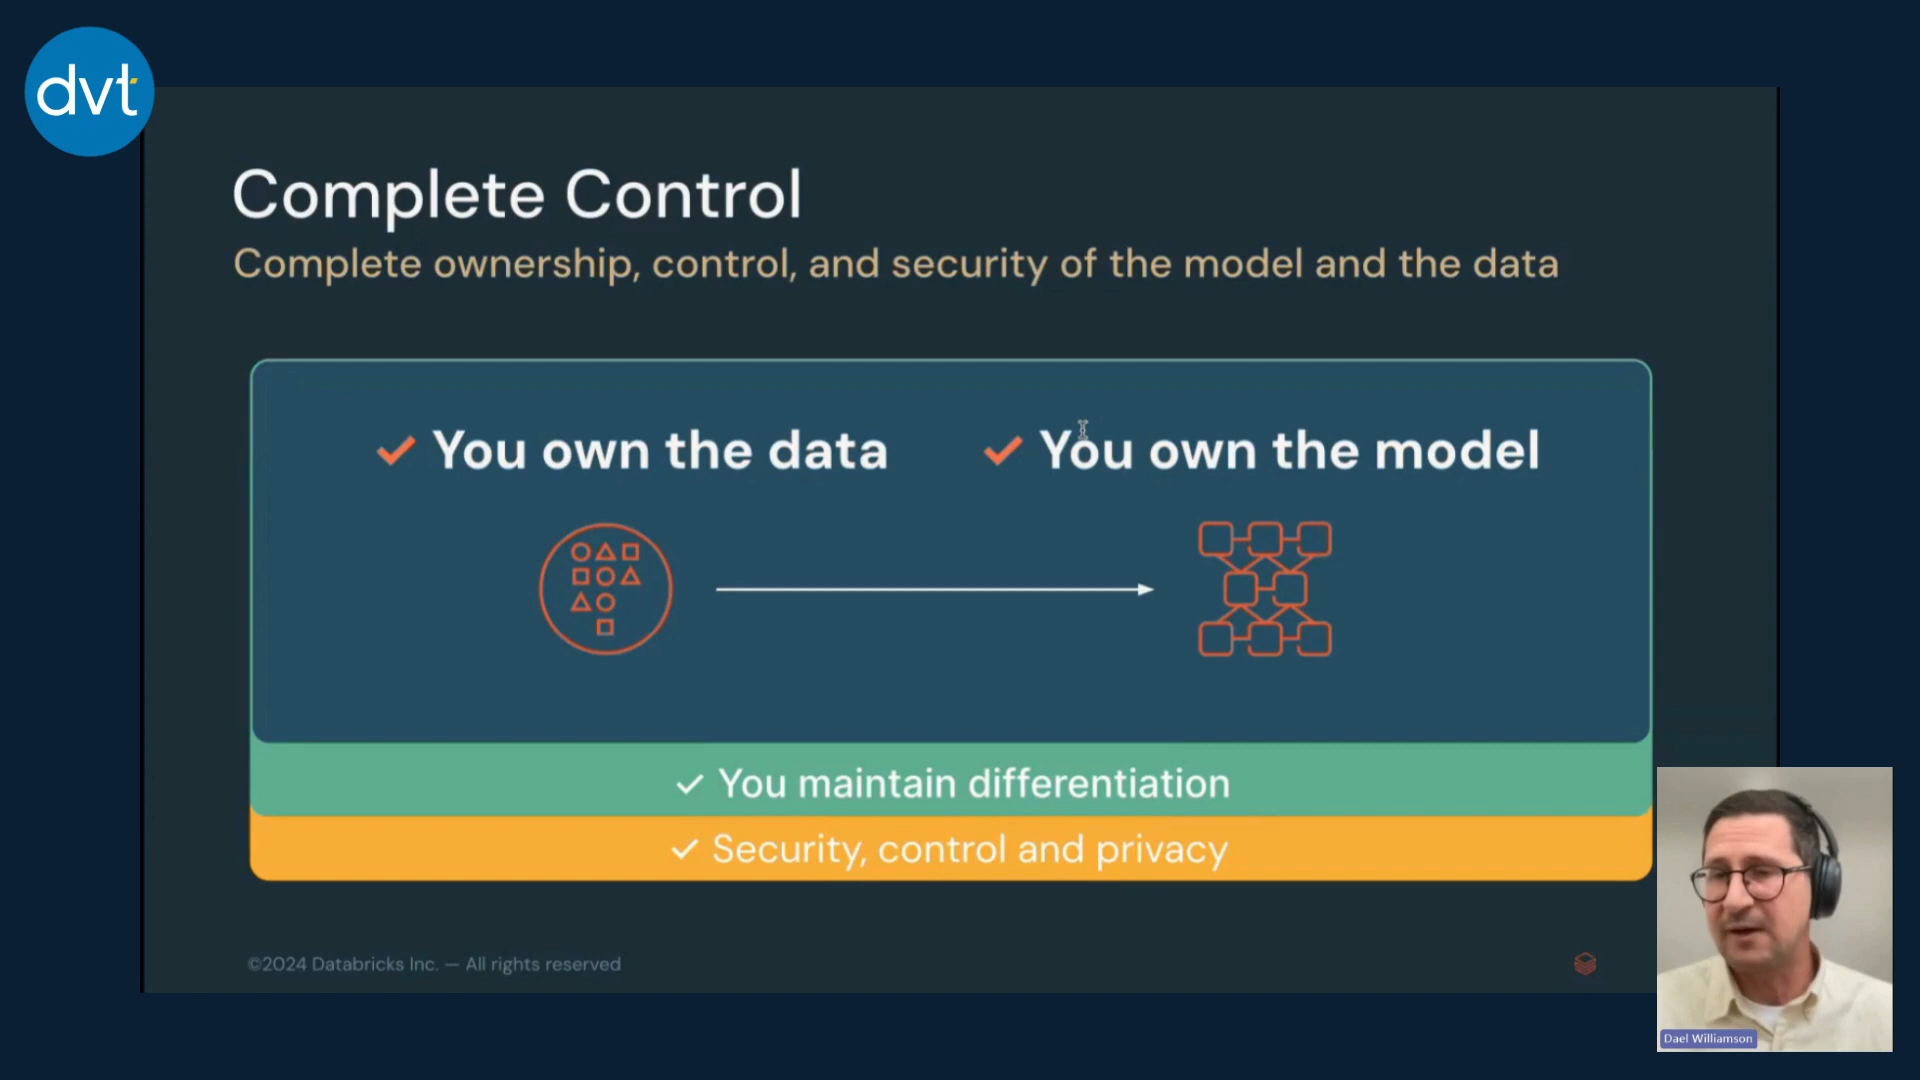 dvt
Complete Control
Complete ownership, control, and security of the model and the data
You own the data
You own the model
You maintain differentiation
Security, control and privacy
©2024 Databricks Inc. — All rights reserved
Dael Williamson